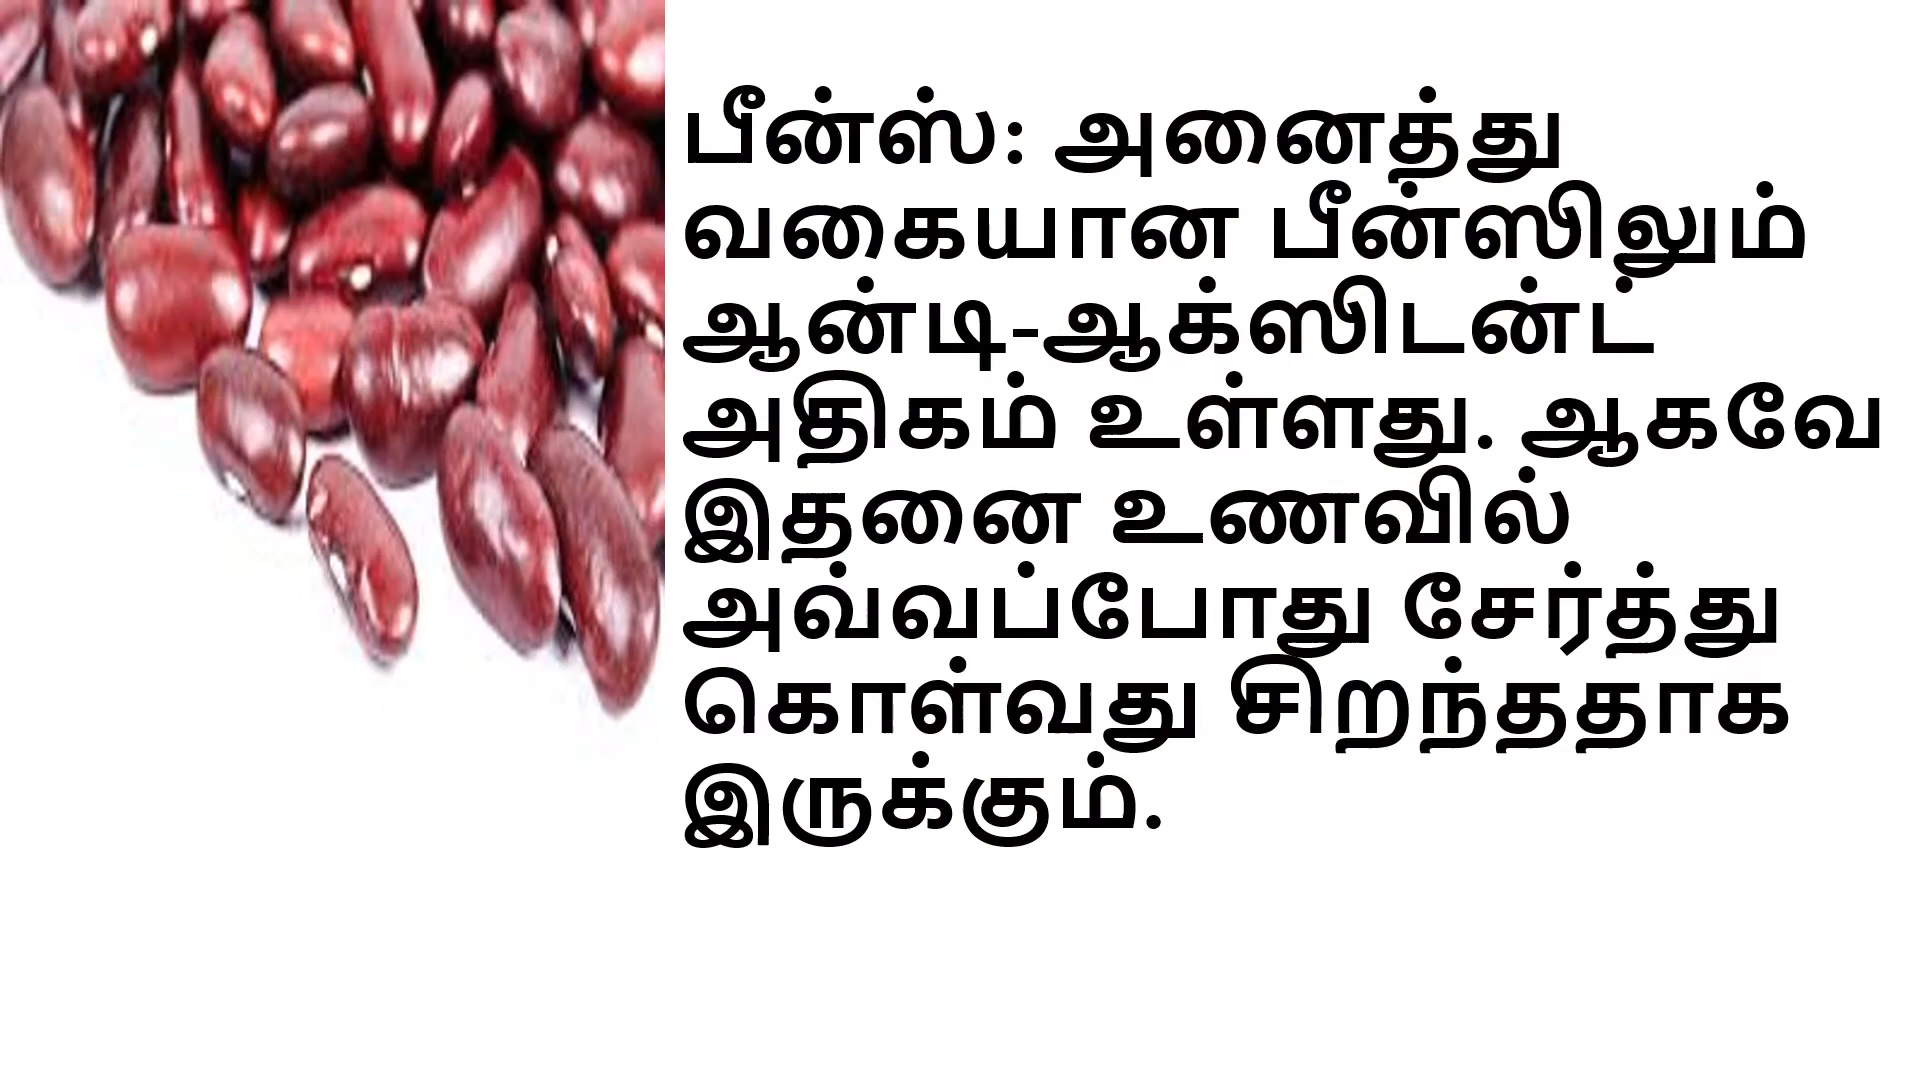 பீன்ஸ்: அனைத்து
வகையான பீன்ஸிலும்
ஆன்டி-ஆக்ஸிடன்ட்
அதிகம் உள்ளது. ஆகவே
இதனை உணவில்
அவ்வப்போது சேர்த்து
கொள்வது சிறந்ததாக
இருக்கும்.